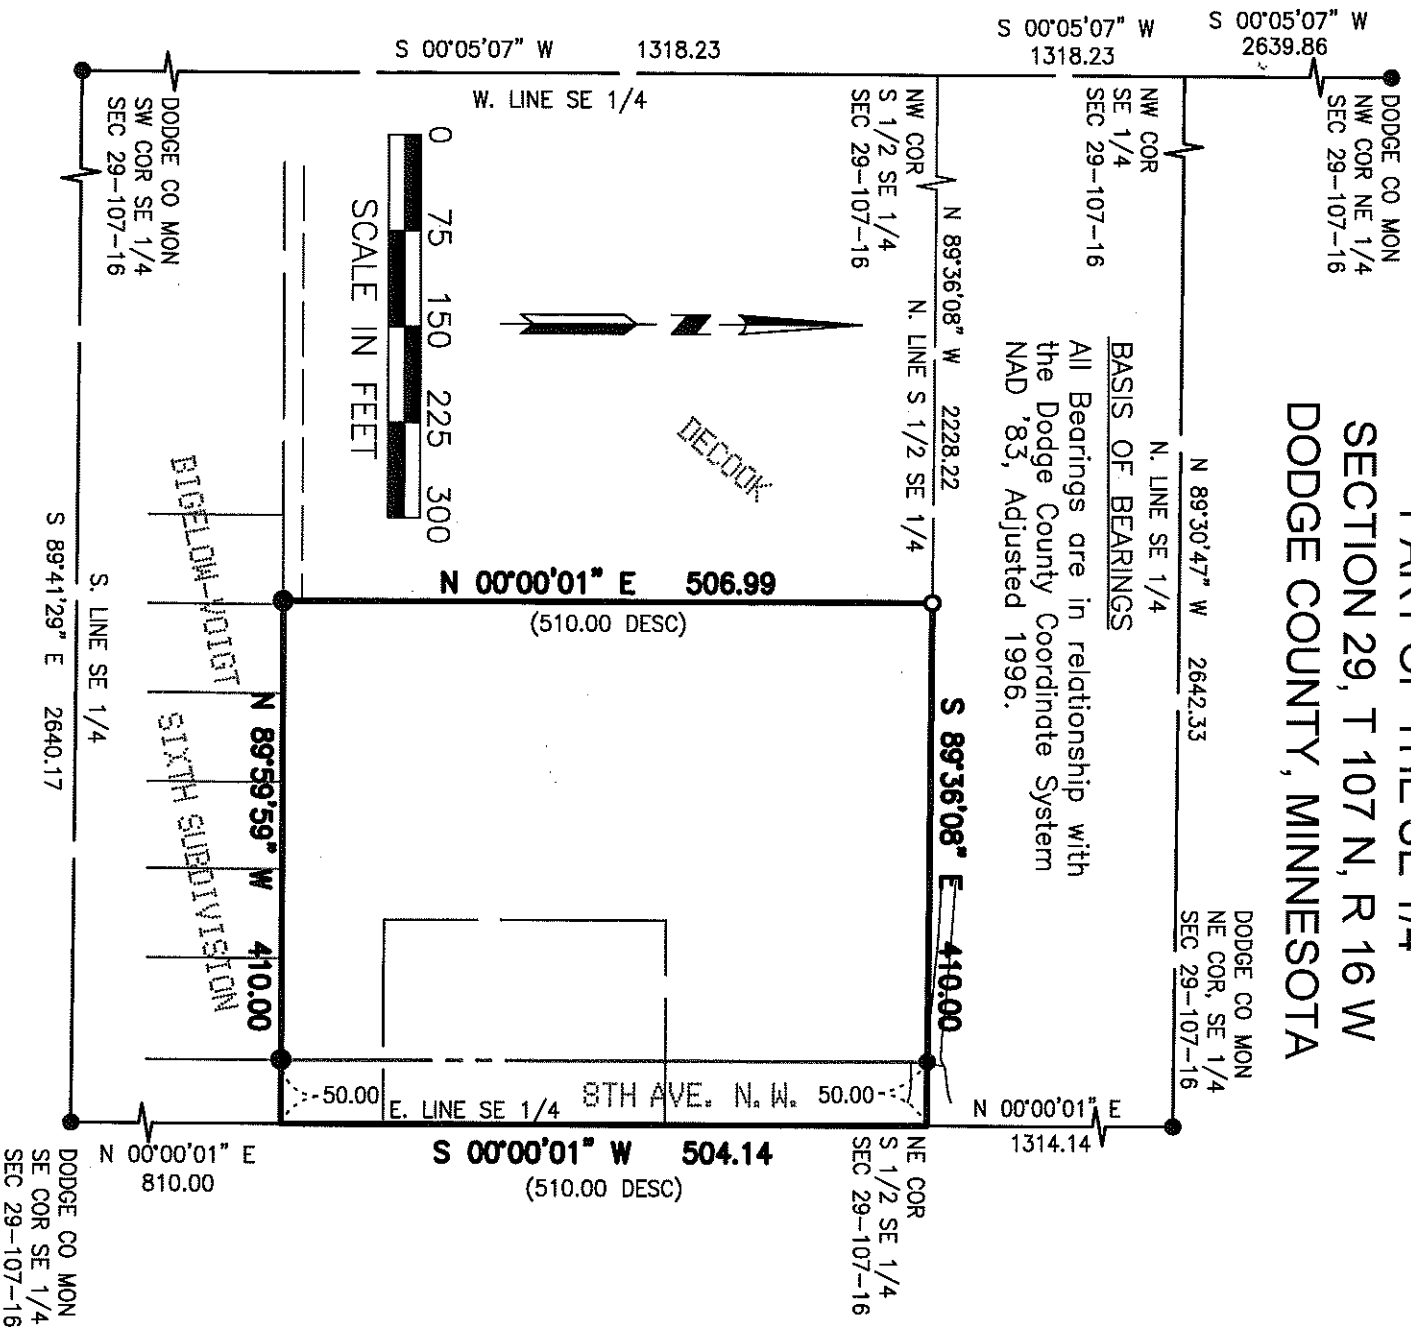 SECTION 29, T 107 N, R 16 W
DODGE COUNTY, MINNESOTA
DODGE CO MON
NW COR NE 1/4
SEC 29-107-16
S 00°05'07" W
2639.86
S 00°05'07" W
1318.23
NW COR
SE 1/4
SEC 29-107-16
N 89°30'47" W 2642.33
N. LINE SE 1/4
DODGE CO MON
NE COR, SE 1/4
SEC 29-107-16
BASIS OF BEARINGS
All Bearings are in relationship with
the Dodge County Coordinate System
NAD '83, Adjusted 1996.
S 00°05'07" W 1318.23
W. LINE SE 1/4
NW COR
S 1/2 SE 1/4
SEC 29-107-16
N 89°36'08" W 2228.22
N. LINE S 1/2 SE 1/4
S 89°36'08" E 410.00
N 00°00'01" E
1314.14
NE COR
S 1/2 SE 1/4
SEC 29-107-16
DECOOK
N
0 75 150 225 300
SCALE IN FEET
N 00°00'01" E 506.99
(510.00 DESC)
50.00
8TH AVE. N.W.
50.00
E. LINE SE 1/4
S 00°00'01" W 504.14
(510.00 DESC)
N 89°59'59" W 410.00
BIGELOW-VOIGT
SIXTH SUBDIVISION
DODGE CO MON
SW COR SE 1/4
SEC 29-107-16
S. LINE SE 1/4
S 89°41'29" E 2640.17
N 00°00'01" E
810.00
DODGE CO MON
SE COR SE 1/4
SEC 29-107-16